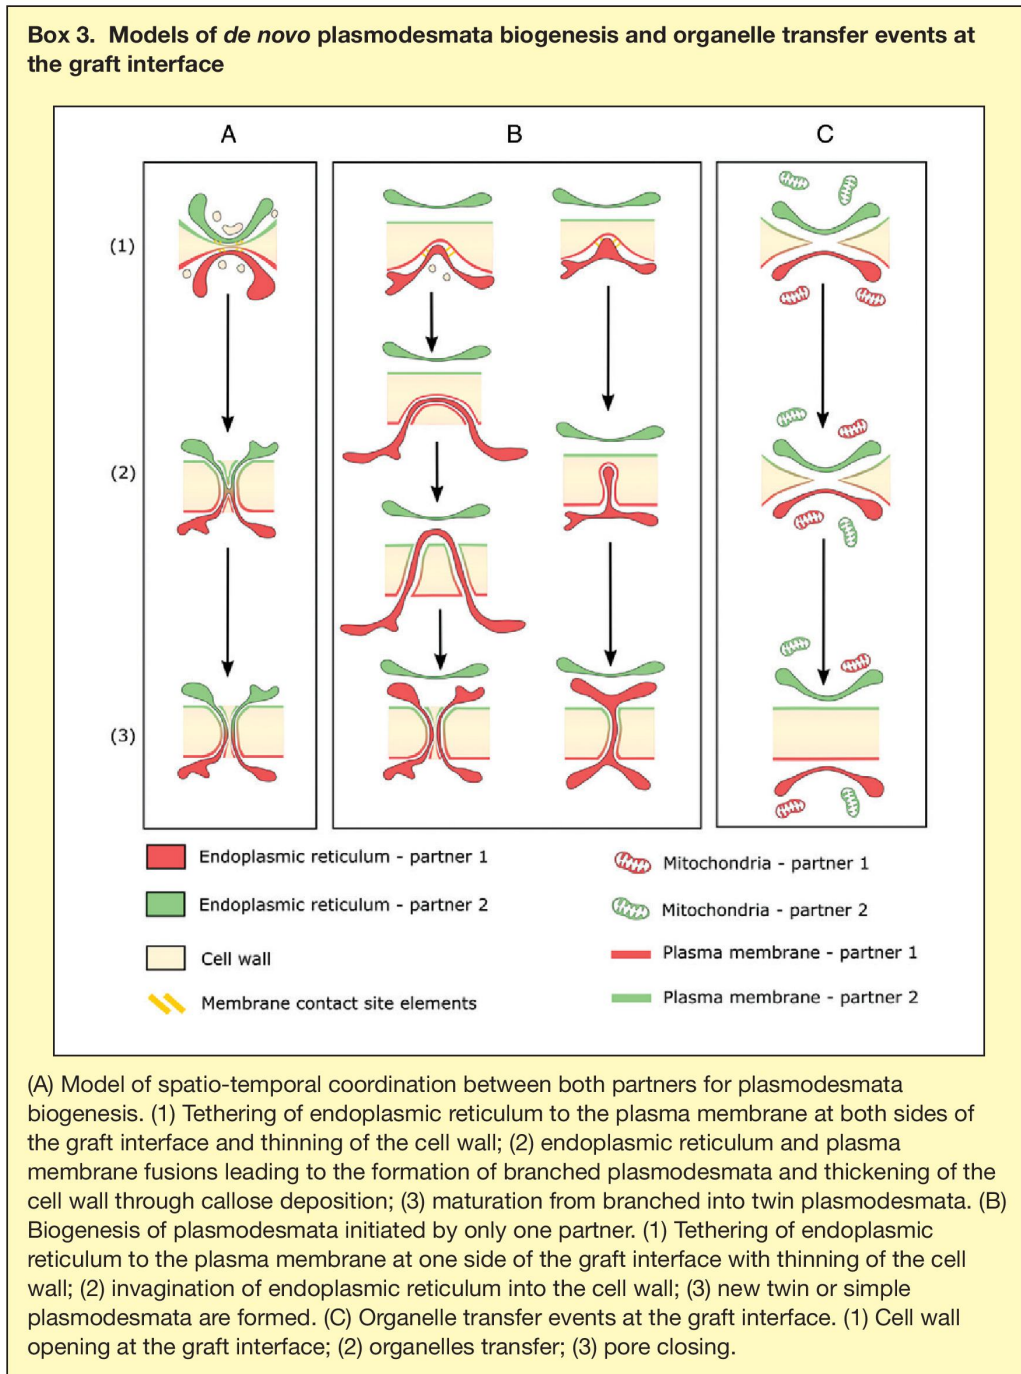 Box 3. Models of de novo plasmodesmata biogenesis and organelle transfer events at
the graft interface
A
B
C
(1)
(2)
(3)
Endoplasmic reticulum - partner 1
Endoplasmic reticulum - partner 2
Cell wall
Membrane contact site elements
Mitochondria - partner 1
Mitochondria - partner 2
Plasma membrane - partner 1
Plasma membrane - partner 2
(A) Model of spatio-temporal coordination between both partners for plasmodesmata
biogenesis. (1) Tethering of endoplasmic reticulum to the plasma membrane at both sides of
the graft interface and thinning of the cell wall; (2) endoplasmic reticulum and plasma
membrane fusions leading to the formation of branched plasmodesmata and thickening of the
cell wall through callose deposition; (3) maturation from branched into twin plasmodesmata. (B)
Biogenesis of plasmodesmata initiated by only one partner. (1) Tethering of endoplasmic
reticulum to the plasma membrane at one side of the graft interface with thinning of the cell
wall; (2) invagination of endoplasmic reticulum into the cell wall; (3) new twin or simple
plasmodesmata are formed. (C) Organelle transfer events at the graft interface. (1) Cell wall
opening at the graft interface; (2) organelles transfer; (3) pore closing.